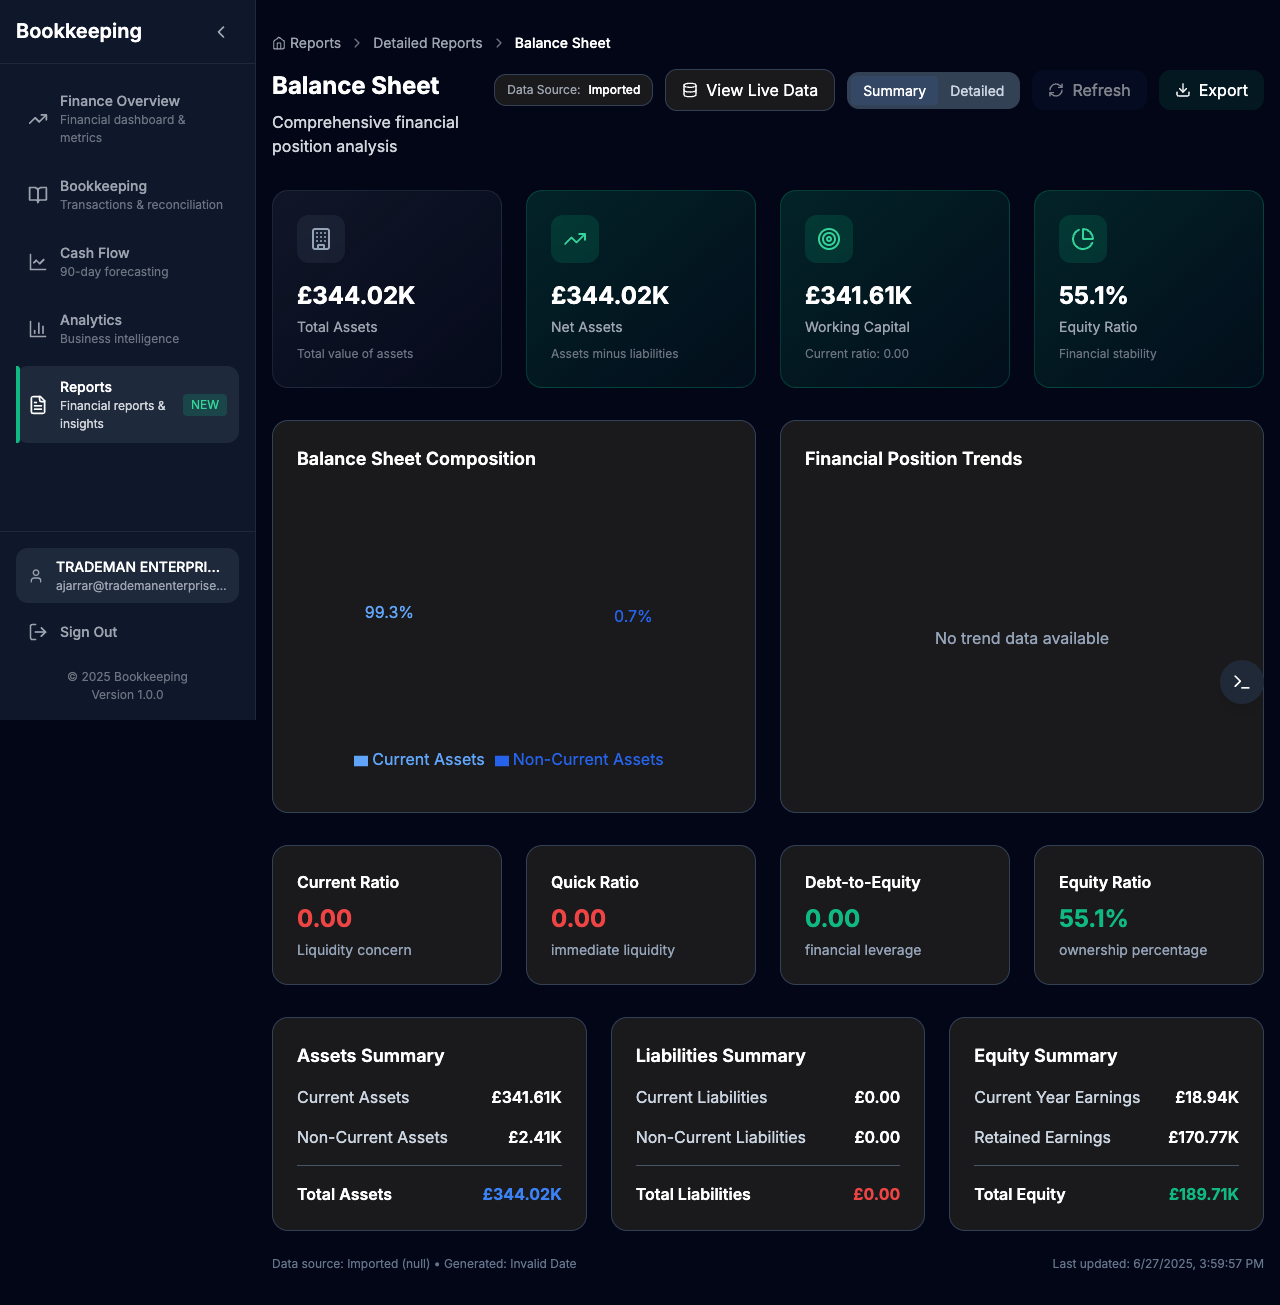 Bookkeeping
Finance Overview
Financial dashboard &
metrics
Bookkeeping
Transactions & reconciliation
Cash Flow
90-day forecasting
Analytics
Business intelligence
Reports
Financial reports &
insights
NEW
TRADEMAN ENTERPRI...
ajarrar@trademanenterprise...
Sign Out
© 2025 Bookkeeping
Version 1.0.0
Reports > Detailed Reports > Balance Sheet
Balance Sheet
Comprehensive financial
position analysis
Data Source: Imported
View Live Data
Summary
Detailed
Refresh
Export
£344.02K
Total Assets
Total value of assets
£344.02K
Net Assets
Assets minus liabilities
£341.61K
Working Capital
Current ratio: 0.00
55.1%
Equity Ratio
Financial stability
Balance Sheet Composition
99.3%
0.7%
Current Assets
Non-Current Assets
Financial Position Trends
No trend data available
Current Ratio
0.00
Liquidity concern
Quick Ratio
0.00
immediate liquidity
Debt-to-Equity
0.00
financial leverage
Equity Ratio
55.1%
ownership percentage
Assets Summary
Current Assets £341.61K
Non-Current Assets £2.41K
Total Assets £344.02K
Liabilities Summary
Current Liabilities £0.00
Non-Current Liabilities £0.00
Total Liabilities £0.00
Equity Summary
Current Year Earnings £18.94K
Retained Earnings £170.77K
Total Equity £189.71K
Data source: Imported (null) • Generated: Invalid Date
Last updated: 6/27/2025, 3:59:57 PM